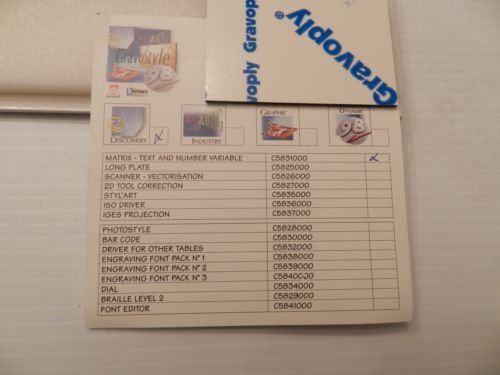 Gravoply
Gravoply ®
voply Gravo
GravoStyle
98
DISCOVERY x
INDUSTRY
GRAPHIC
DYNAMIC
98
MATRIX - TEXT AND NUMBER VARIABLE C5831000 x
LONG PLATE C5825000
SCANNER - VECTORISATION C5826000
2D TOOL CORRECTION C5827000
STYL'ART C5835000
ISO DRIVER C5836000
IGES PROJECTION C5837000
PHOTOSTYLE C5828000
BAR CODE C5830000
DRIVER FOR OTHER TABLES C5832000
ENGRAVING FONT PACK N° 1 C5838000
ENGRAVING FONT PACK N° 2 C5839000
ENGRAVING FONT PACK N° 3 C5840000
DIAL C5834000
BRAILLE LEVEL 2 C5829000
FONT EDITOR C5841000